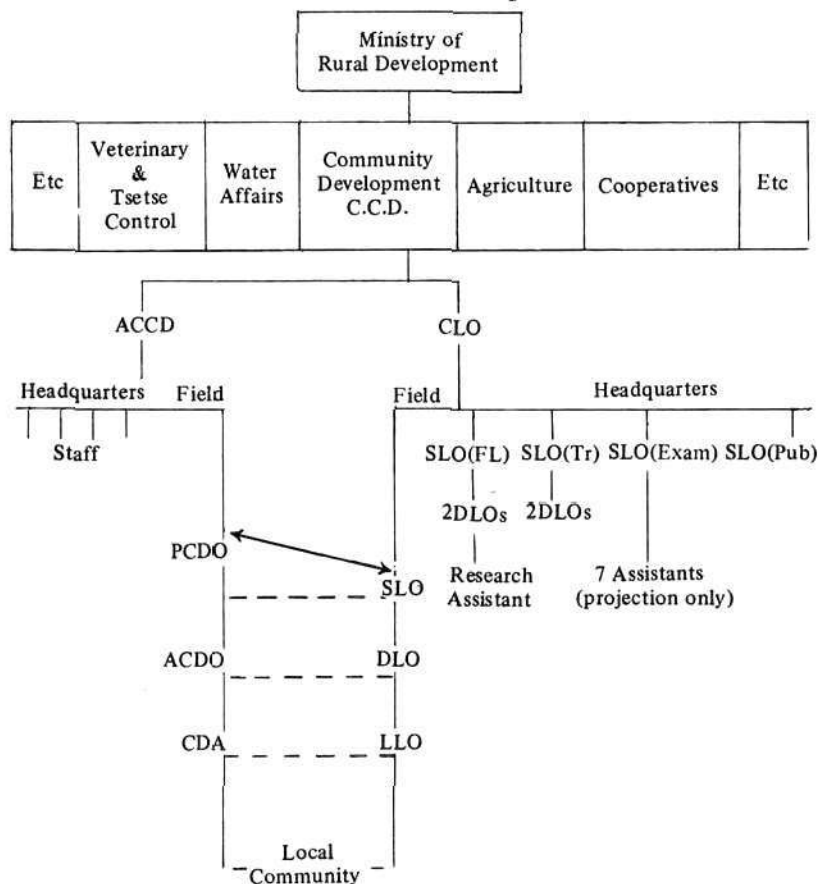 Ministry of
Rural Development
Etc
Veterinary
&
Tsetse
Control
Water
Affairs
Community
Development
C.C.D.
Agriculture
Cooperatives
Etc
ACCD
CLO
Headquarters
Field
Field
Headquarters
Staff
SLO(FL)
SLO(Tr)
SLO(Exam)
SLO(Pub)
2DLOs
2DLOs
PCDO
SLO
Research
Assistant
7 Assistants
(projection only)
ACDO
DLO
CDA
LLO
Local
Community